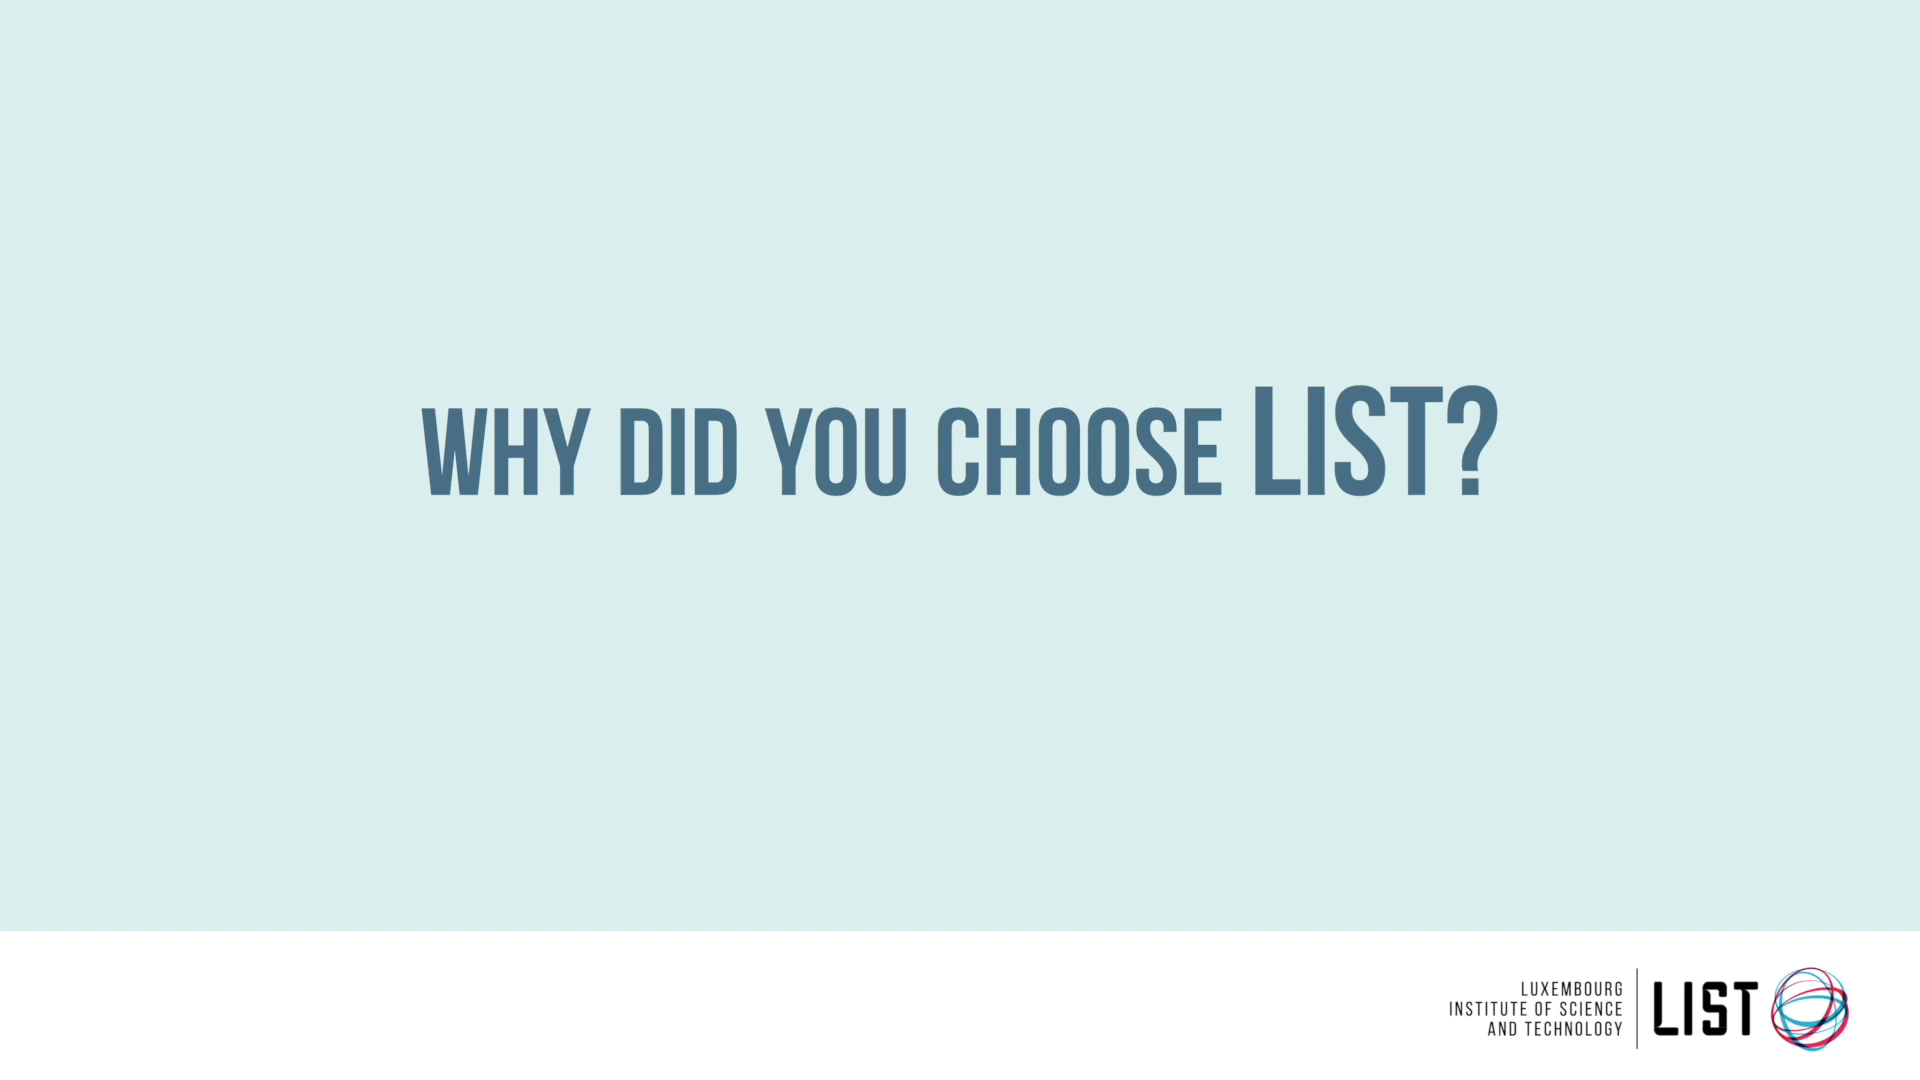 WHY DID YOU CHOOSE LIST?
LUXEMBOURG
INSTITUTE OF SCIENCE
AND TECHNOLOGY
LIST